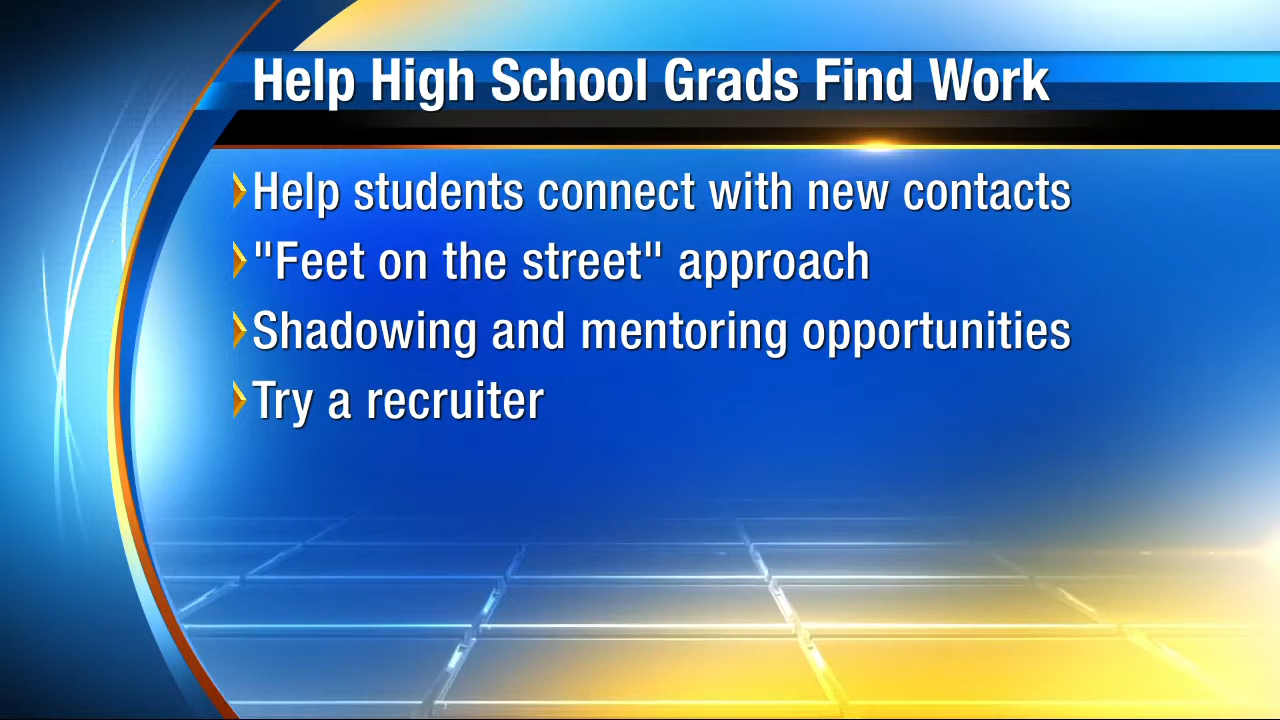 Help High School Grads Find Work
Help students connect with new contacts
"Feet on the street" approach
Shadowing and mentoring opportunities
Try a recruiter